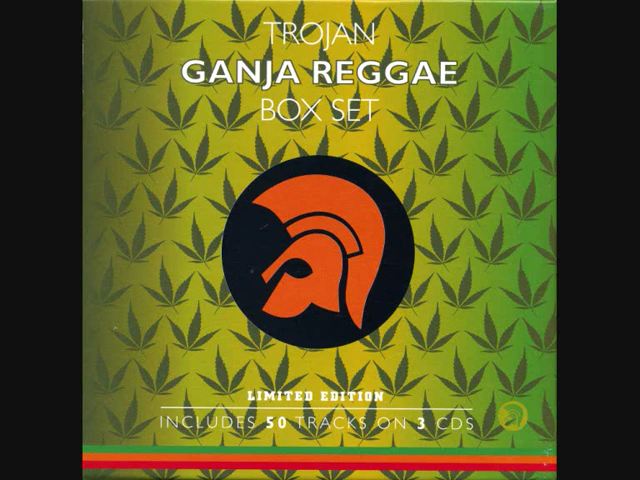 TROJAN
GANJA REGGAE
BOX SET
LIMITED EDITION
INCLUDES 50 TRACKS ON 3 CDS